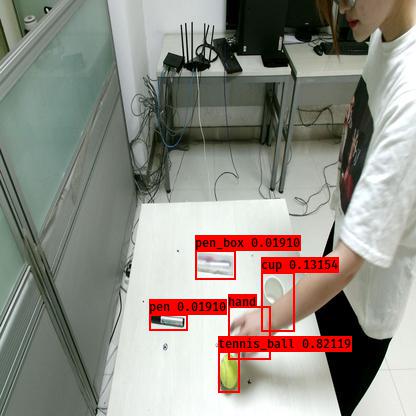 pen_box 0.01910
cup 0.13154
pen 0.01910
hand
tennis_ball 0.82119